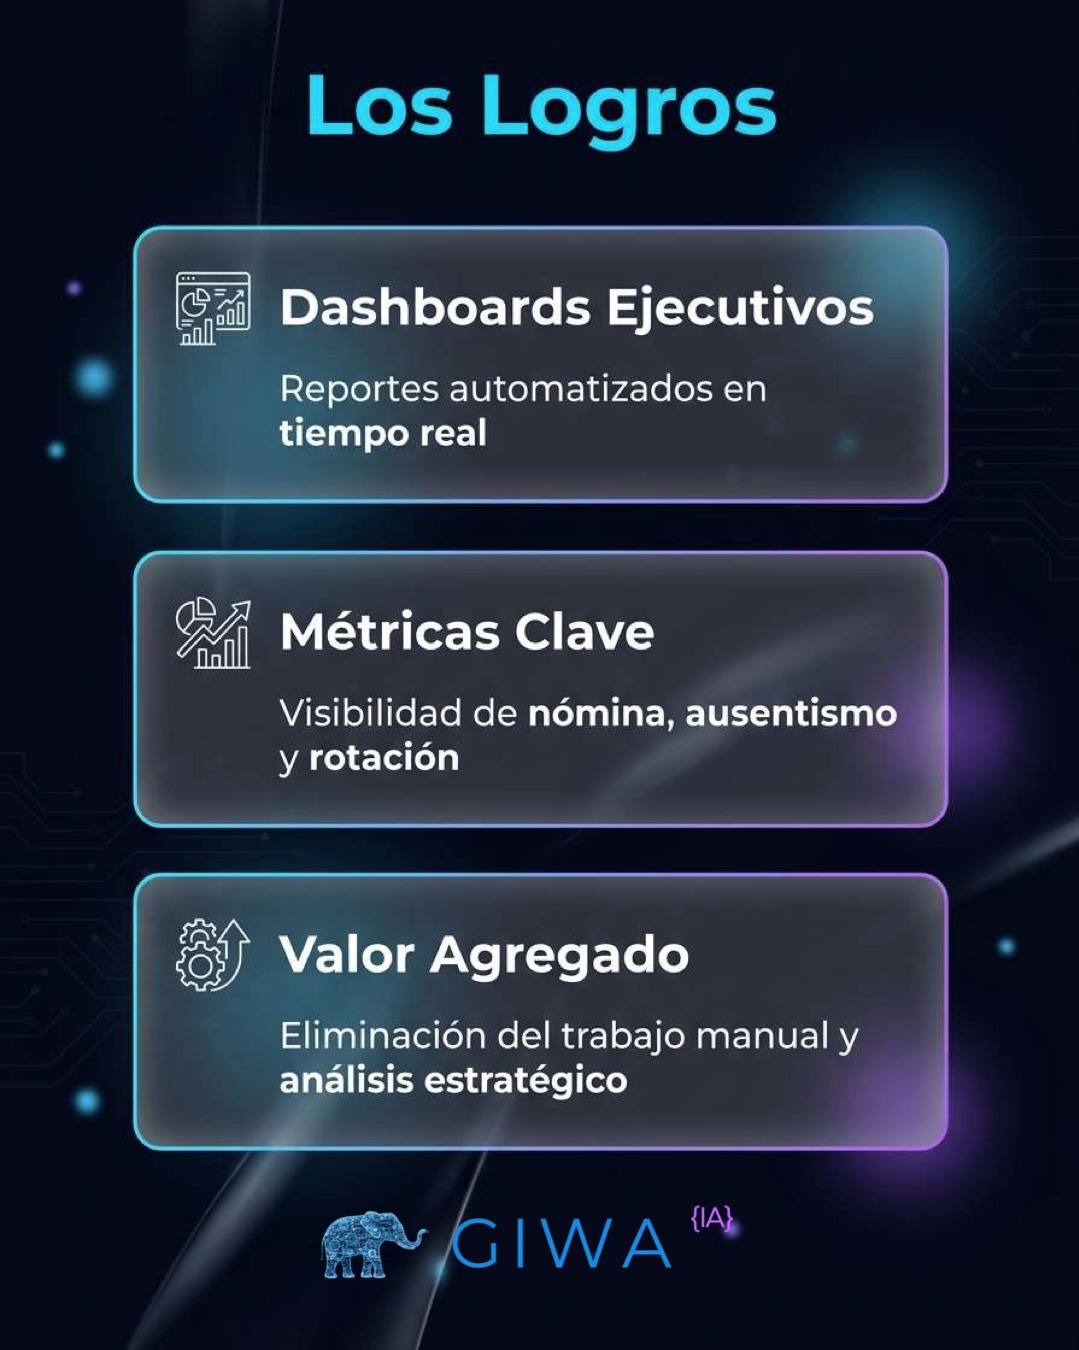 Los Logros
Dashboards Ejecutivos
Reportes automatizados en
tiempo real
Métricas Clave
Visibilidad de nómina, ausentismo
y rotación
Valor Agregado
Eliminación del trabajo manual y
análisis estratégico
GIWA {IA}